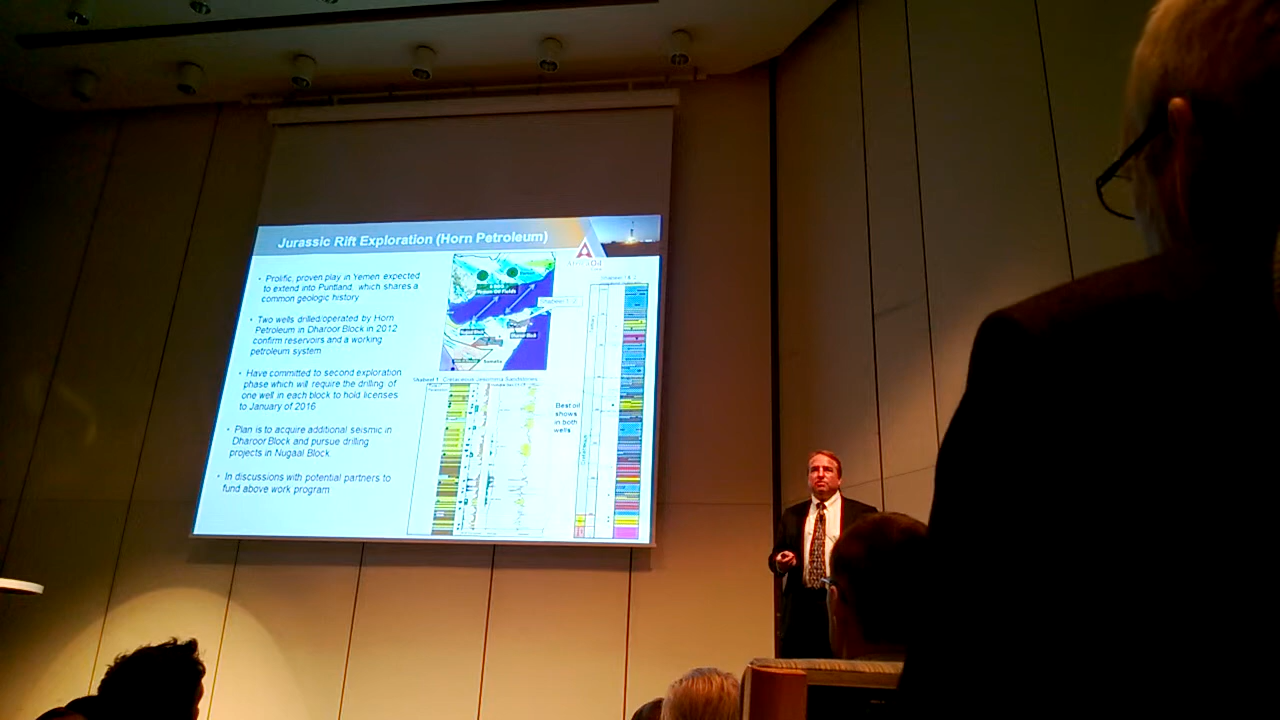 Jurassic Rift Exploration (Horn Petroleum)
• Prolific, proven play in Yemen expected
to extend into Puntland, which shares a
common geologic history
• Two wells drilled/operated by Horn
Petroleum in Dharoor Block in 2012
confirm reservoirs and a working
petroleum system
• Have committed to second exploration
phase which will require the drilling of
one well in each block to hold licenses
to January of 2016
• Plan is to acquire additional seismic in
Dharoor Block and pursue drilling
projects in Nugaal Block.
• In discussions with potential partners to
fund above work program
Somalia
Best oil
shows
in both
wells